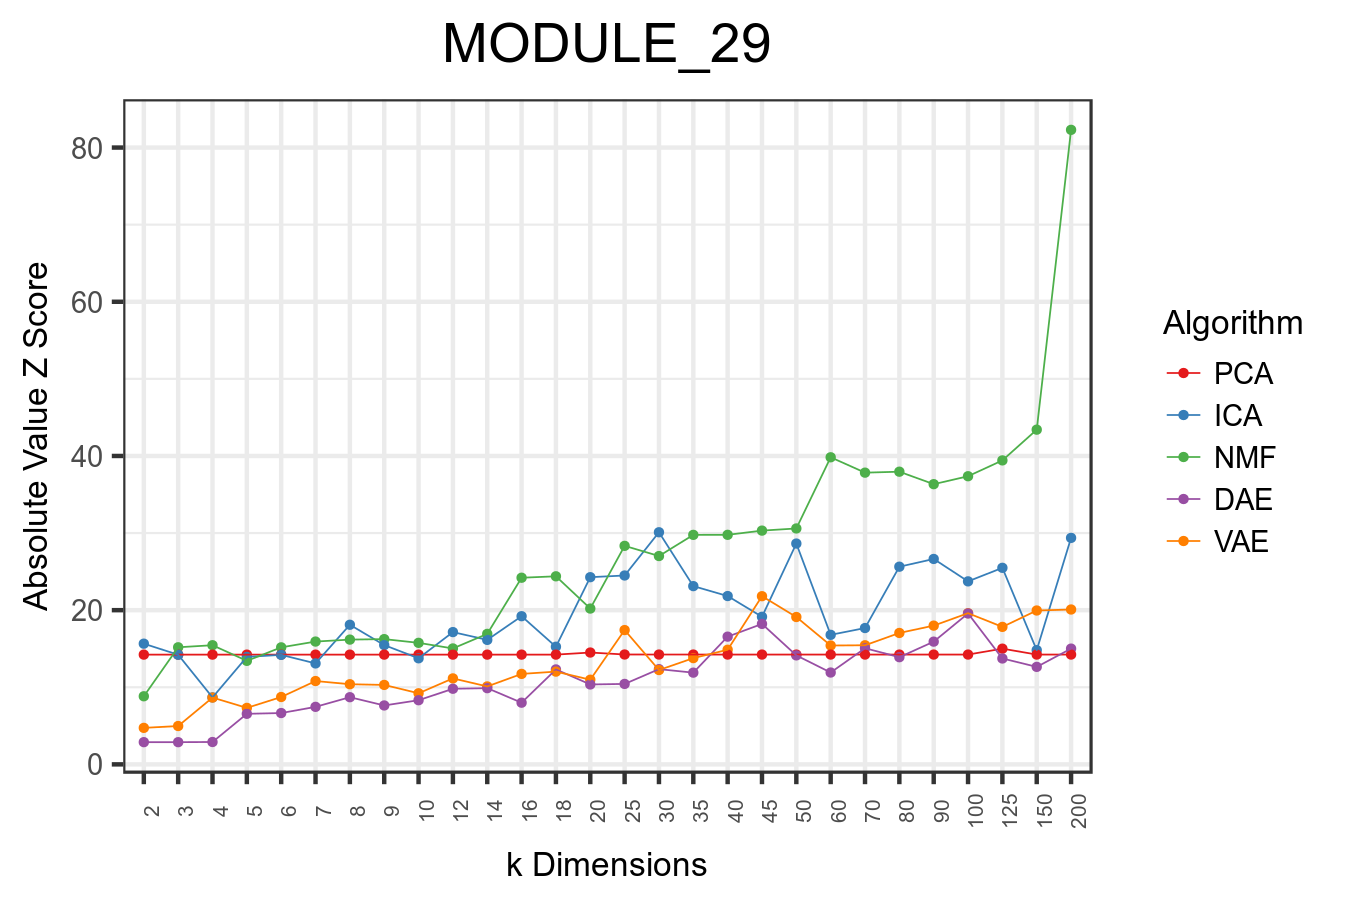 MODULE_29
Absolute Value Z Score
80
60
40
20
0
2 3 4 5 6 7 8 9 10 12 14 16 18 20 25 30 35 40 45 50 60 70 80 90 100 125 150 200
k Dimensions
Algorithm
PCA
ICA
NMF
DAE
VAE